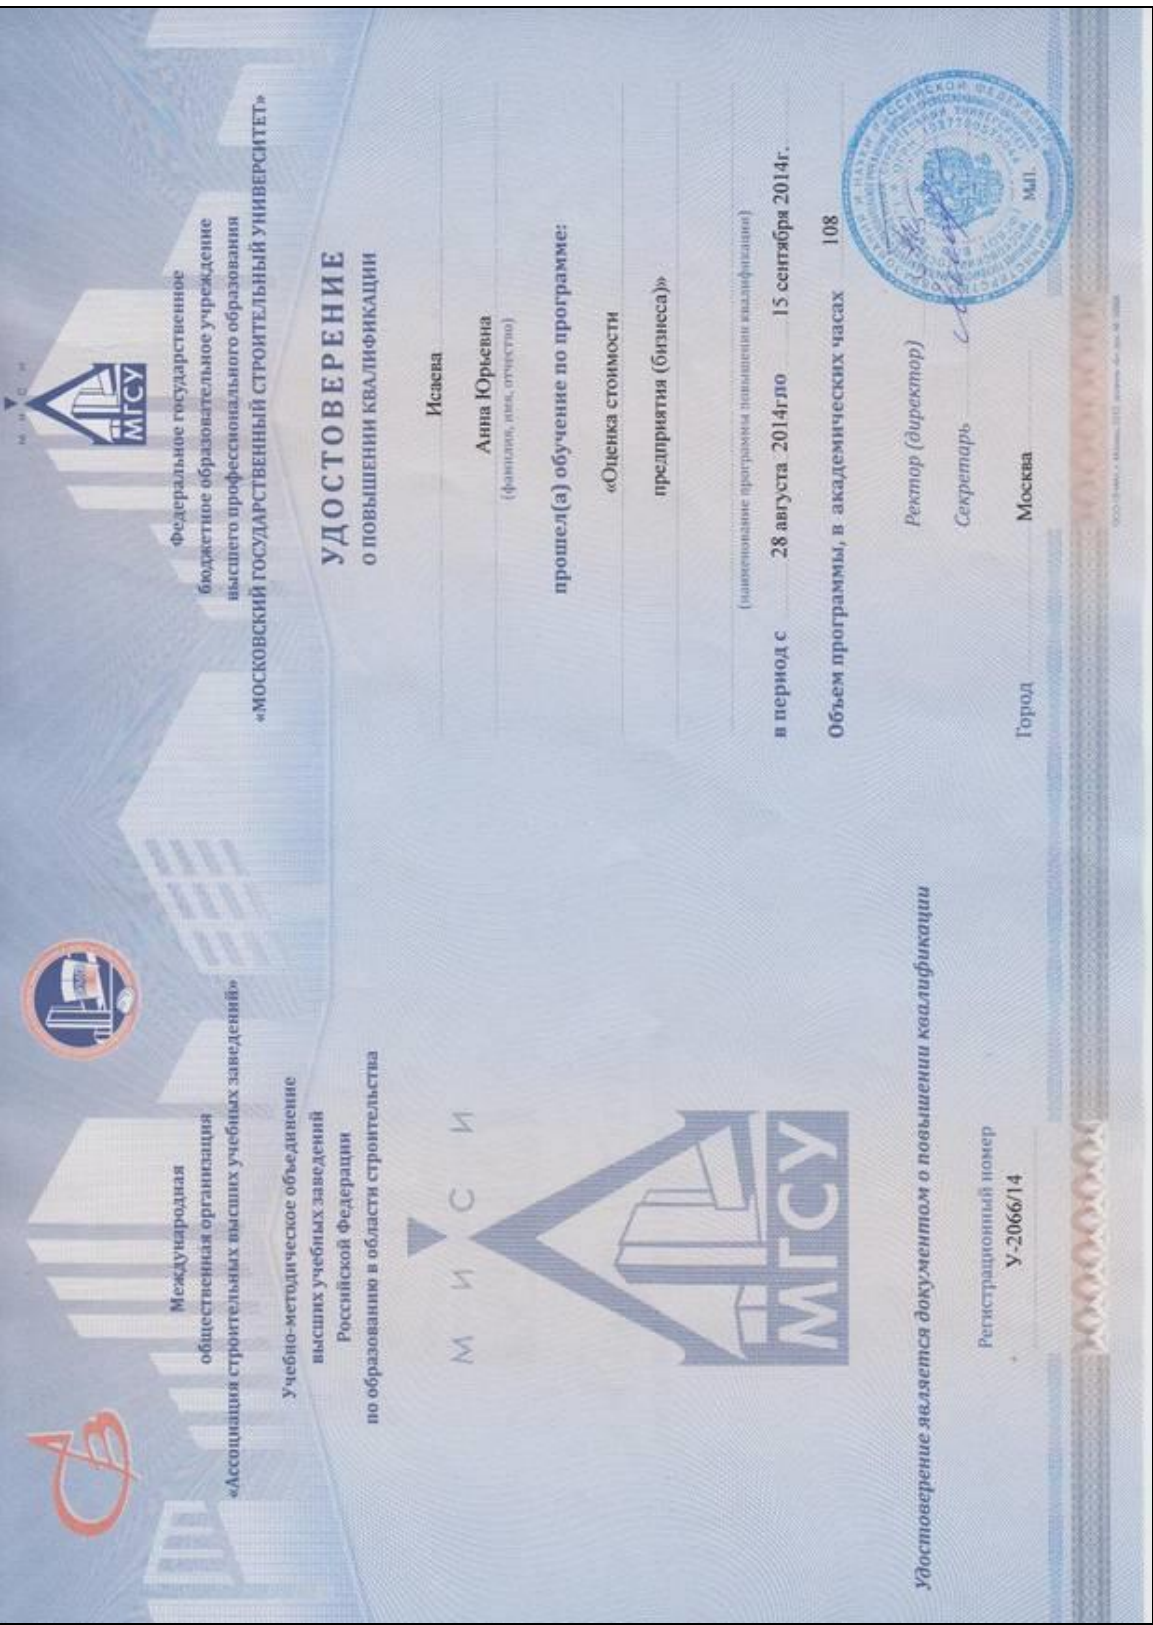 Международная
общественная организация
«Ассоциация строительных высших учебных заведений»
Учебно-методическое объединение
высших учебных заведений
Российской Федерации
по образованию в области строительства
М И С И
МГСУ
Удостоверение является документом о повышении квалификации
Регистрационный номер
У-2066/14
М И С И
МГСУ
Федеральное государственное
бюджетное образовательное учреждение
высшего профессионального образования
«МОСКОВСКИЙ ГОСУДАРСТВЕННЫЙ СТРОИТЕЛЬНЫЙ УНИВЕРСИТЕТ»
УДОСТОВЕРЕНИЕ
О ПОВЫШЕНИИ КВАЛИФИКАЦИИ
Исаева
Анна Юрьевна
(фамилия, имя, отчество)
прошел(а) обучение по программе:
«Оценка стоимости
предприятия (бизнеса)»
(наименование программы повышения квалификации)
в период с 28 августа 2014г по 15 сентября 2014г.
Объем программы, в академических часах 108
Ректор (директор)
Секретарь
М.П.
Город Москва